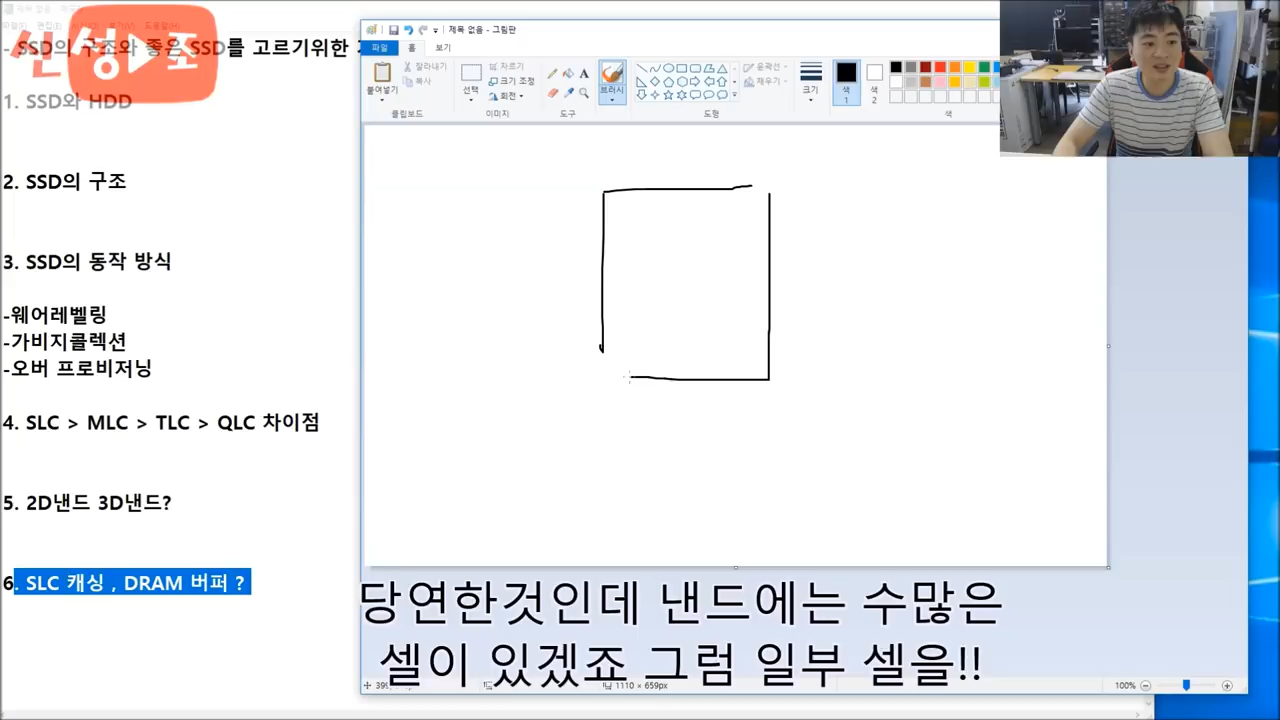 - SSD의 구조와 좋은 SSD를 고르기위한
신성조
1. SSD와 HDD
2. SSD의 구조
3. SSD의 동작 방식
-웨어레벨링
-가비지콜렉션
-오버 프로비저닝
4. SLC > MLC > TLC > QLC 차이점
5. 2D낸드 3D낸드?
6. SLC 캐싱 , DRAM 버퍼 ?
제목 없음 - 그림판
파일 홈 보기
붙여넣기
잘라내기
복사
클립보드
선택
자르기
크기 조정
회전
이미지
A
도구
브러시
윤곽선
채우기
도형
크기
색 1
색 2
색
당연한것인데 낸드에는 수많은
셀이 있겠죠 그럼 일부 셀을!!
1110 × 659px
100%